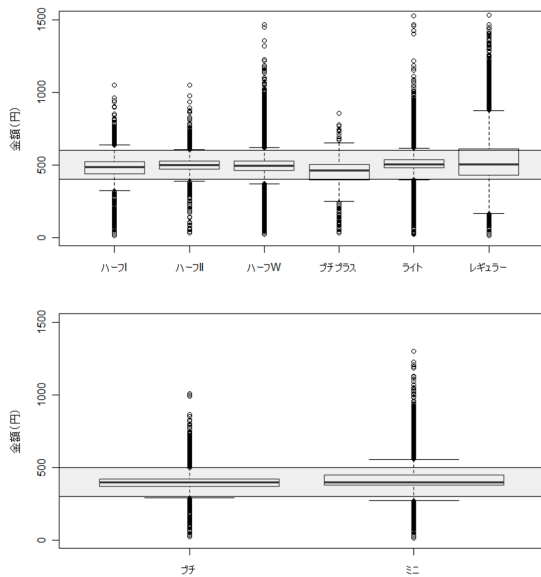 金額(円)
1500
1000
500
0
ハーフI
ハーフII
ハーフW
プチプラス
ライト
レギュラー
金額(円)
1500
1000
500
0
プチ
ミニ